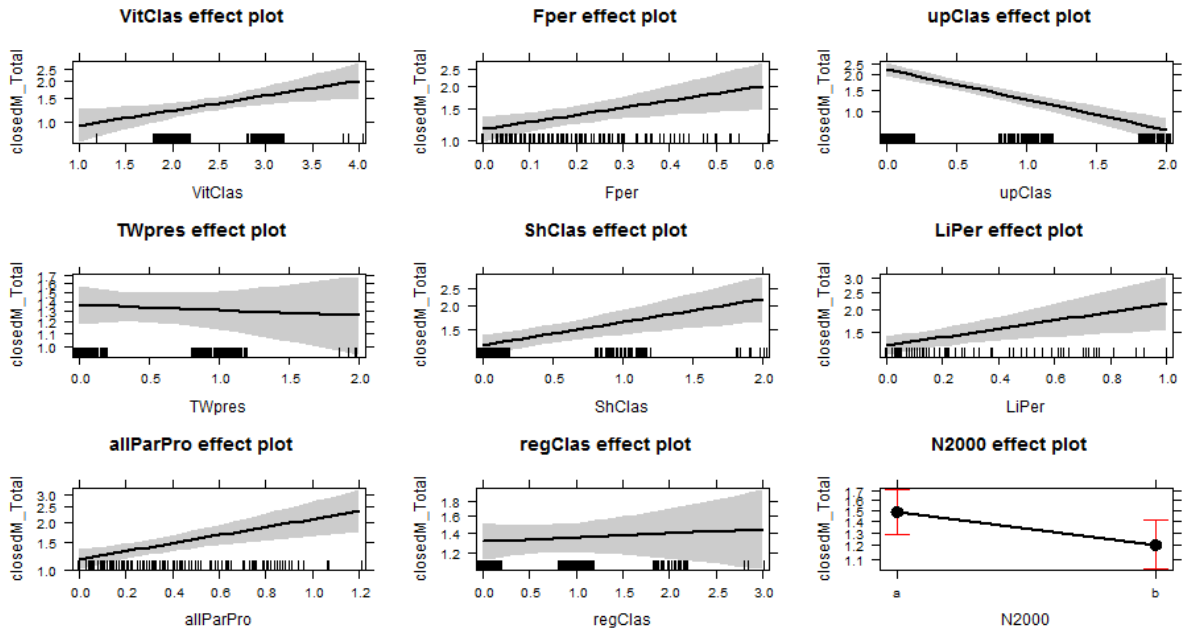 VitClas effect plot
closedM_Total
2.5
2.0
1.5
1.0
1.0 1.5 2.0 2.5 3.0 3.5 4.0
VitClas
Fper effect plot
closedM_Total
2.5
2.0
1.5
1.0
0.0 0.1 0.2 0.3 0.4 0.5 0.6
Fper
upClas effect plot
closedM_Total
2.5
2.0
1.5
1.0
0.0 0.5 1.0 1.5 2.0
upClas
TWpres effect plot
closedM_Total
1.7
1.6
1.5
1.4
1.3
1.2
1.1
1.0
0.0 0.5 1.0 1.5 2.0
TWpres
ShClas effect plot
closedM_Total
2.5
2.0
1.5
0.0 0.5 1.0 1.5 2.0
ShClas
LiPer effect plot
closedM_Total
3.0
2.5
2.0
1.5
0.0 0.2 0.4 0.6 0.8 1.0
LiPer
allParPro effect plot
closedM_Total
3.0
2.5
2.0
1.5
1.0
0.0 0.2 0.4 0.6 0.8 1.0 1.2
allParPro
regClas effect plot
closedM_Total
1.8
1.6
1.4
1.2
0.0 0.5 1.0 1.5 2.0 2.5 3.0
regClas
N2000 effect plot
closedM_Total
1.7
1.6
1.5
1.4
1.3
1.2
1.1
a b
N2000